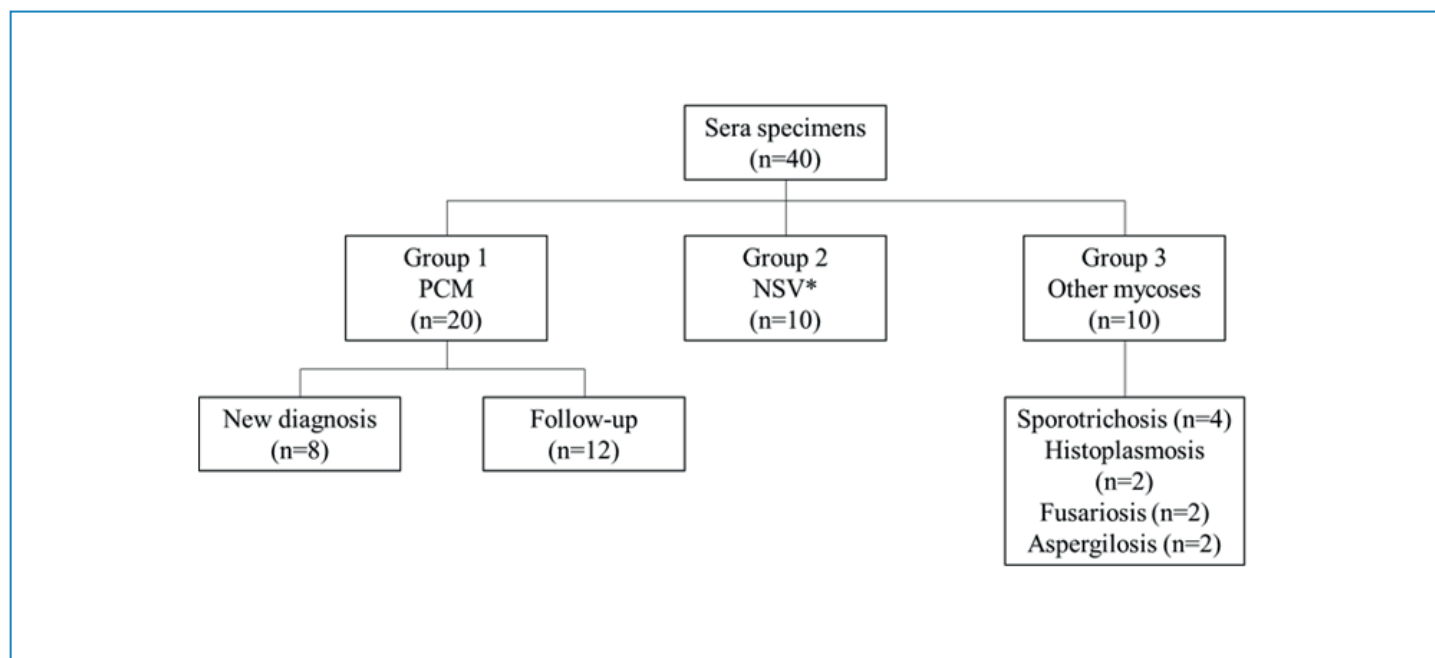 Sera specimens
(n=40)
Group 1
PCM
(n=20)
Group 2
NSV*
(n=10)
Group 3
Other mycoses
(n=10)
New diagnosis
(n=8)
Follow-up
(n=12)
Sporotrichosis (n=4)
Histoplasmosis
(n=2)
Fusariosis (n=2)
Aspergilosis (n=2)